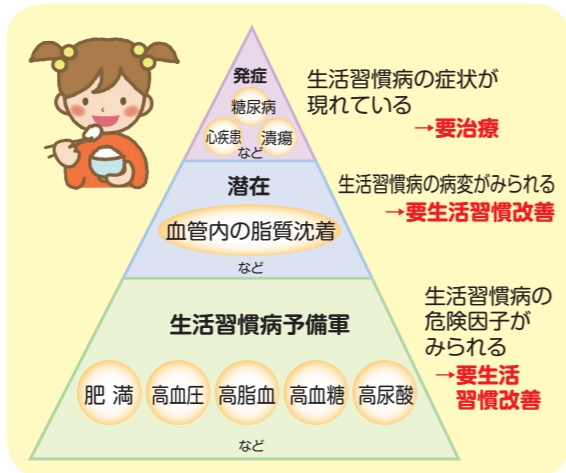 発症
糖尿病
心疾患
潰瘍
など
生活習慣病の症状が
現れている
→要治療
潜在
血管内の脂質沈着
など
生活習慣病の病変がみられる
→要生活習慣改善
生活習慣病予備軍
肥 満
高血圧
高脂血
高血糖
高尿酸
など
生活習慣病の
危険因子が
みられる
→要生活
習慣改善